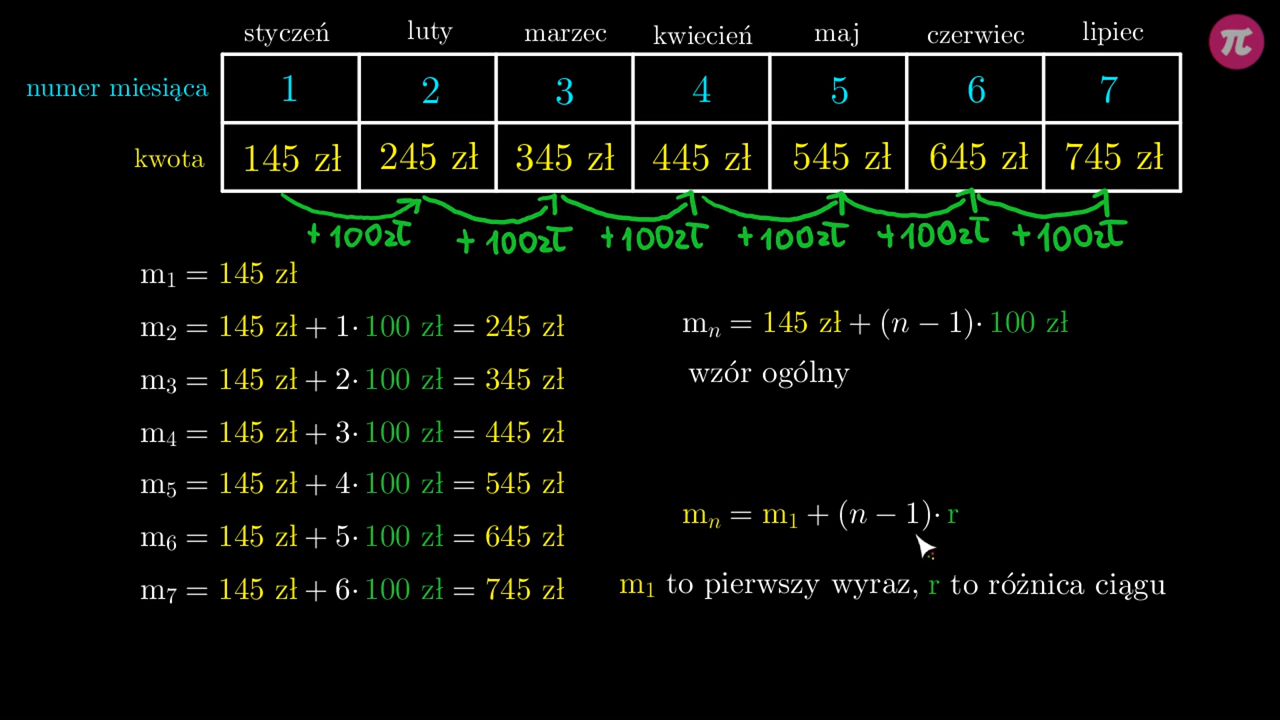 styczeń luty marzec kwiecień maj czerwiec lipiec
numer miesiąca 1 2 3 4 5 6 7
kwota 145 zł 245 zł 345 zł 445 zł 545 zł 645 zł 745 zł
+100zł +100zł +100zł +100zł +100zł +100zł
m₁ = 145 zł
m₂ = 145 zł + 1· 100 zł = 245 zł
mₙ = 145 zł + (n − 1)· 100 zł
wzór ogólny
m₃ = 145 zł + 2· 100 zł = 345 zł
m₄ = 145 zł + 3· 100 zł = 445 zł
m₅ = 145 zł + 4· 100 zł = 545 zł
mₙ = m₁ + (n − 1)· r
m₆ = 145 zł + 5· 100 zł = 645 zł
m₇ = 145 zł + 6· 100 zł = 745 zł
m₁ to pierwszy wyraz, r to różnica ciągu
π